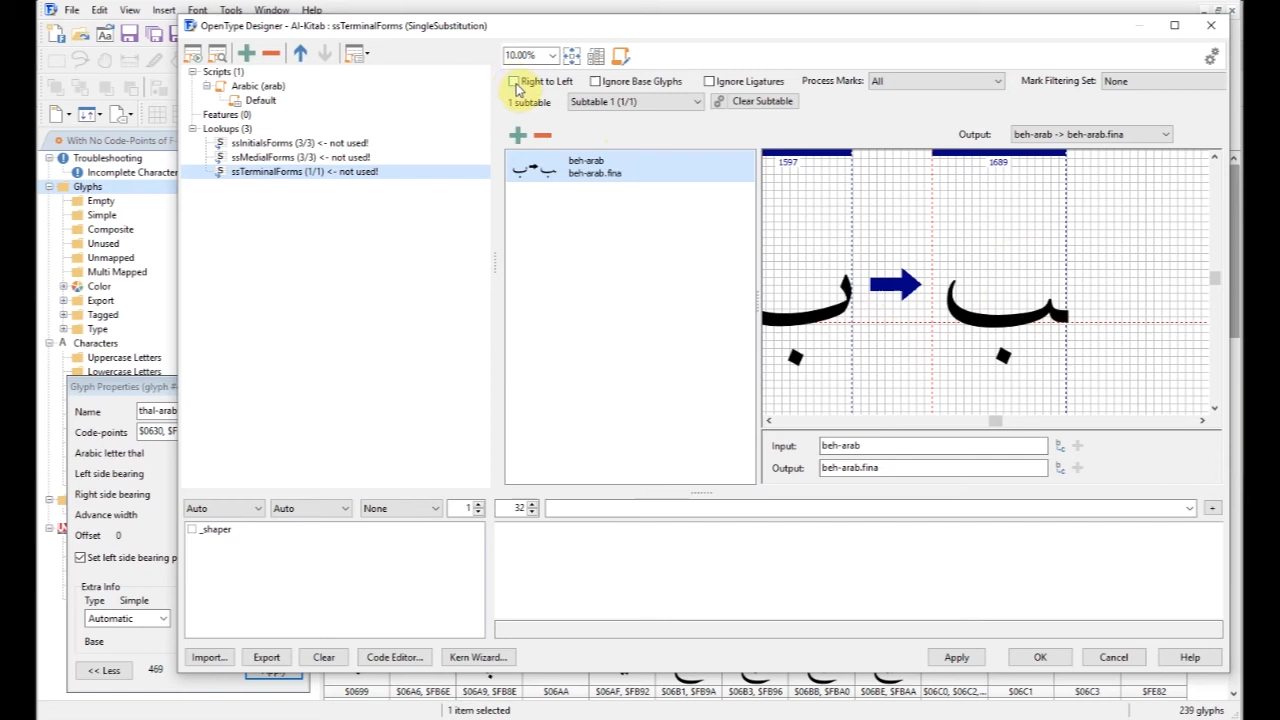 File Edit View Insert Font Tools Window Help
OpenType Designer - Al-Kitab : ssTerminalForms (SingleSubstitution)
10.00%
Scripts (1)
Arabic (arab)
Default
Features (0)
Lookups (3)
ssInitialsForms (3/3) <- not used!
ssMedialForms (3/3) <- not used!
ssTerminalForms (1/1) <- not used!
Right to Left
Ignore Base Glyphs
Ignore Ligatures
Process Marks: All
Mark Filtering Set: None
1 subtable
Subtable 1 (1/1)
Clear Subtable
Output: beh-arab -> beh-arab.fina
ب ـب
beh-arab
beh-arab.fina
1597 1689
ب ـب
Input: beh-arab
Output: beh-arab.fina
With No Code-Points of F
Troubleshooting
Incomplete Character
Glyphs
Empty
Simple
Composite
Unused
Unmapped
Multi Mapped
Color
Export
Tagged
Type
Characters
Uppercase Letters
Lowercase Letters
Glyph Properties (glyph #
Name thal-arab
Code-points $0630, $F
Arabic letter thal
Left side bearing
Right side bearing
Advance width
Offset 0
Set left side bearing p
Extra Info
Type Simple
Automatic
Base
<< Less 469 Apply
Auto Auto None 1 32
_shaper
Import... Export Clear Code Editor... Kern Wizard... Apply OK Cancel Help
$0699 $06A6, $FB6E $06A9, $FB8E $06AA $06AF, $FB92 $06B1, $FB9A $06B3, $FB96 $06BB, $FBA0 $06BE, $FBAA $06C0, $06C2,... $06C1 $06C3 $FE82
1 item selected
239 glyphs